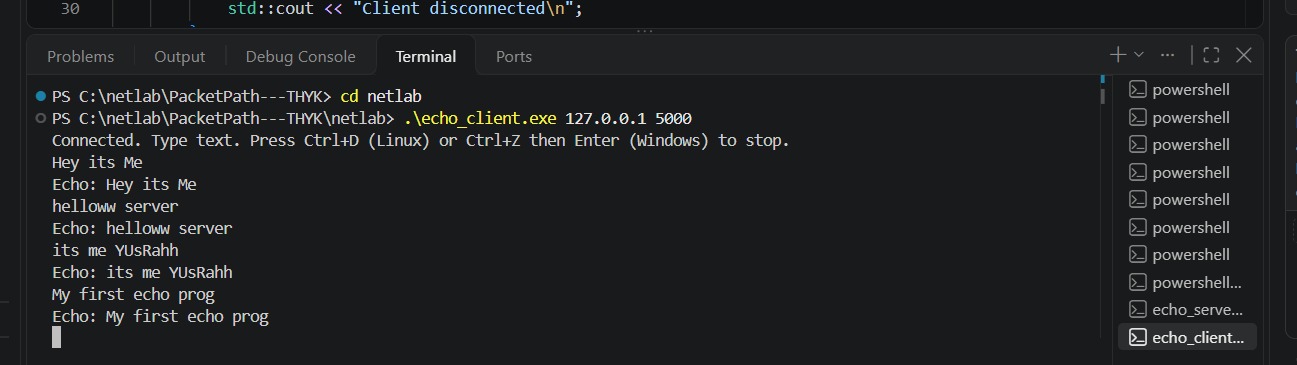 30 std::cout << "Client disconnected\n";
Problems Output Debug Console Terminal Ports
PS C:\netlab\PacketPath---THYK> cd netlab
PS C:\netlab\PacketPath---THYK\netlab> .\echo_client.exe 127.0.0.1 5000
Connected. Type text. Press Ctrl+D (Linux) or Ctrl+Z then Enter (Windows) to stop.
Hey its Me
Echo: Hey its Me
helloww server
Echo: helloww server
its me YUsRahh
Echo: its me YUsRahh
My first echo prog
Echo: My first echo prog
powershell
powershell
powershell
powershell
powershell
powershell
powershell
powershell...
echo_serve...
echo_client...